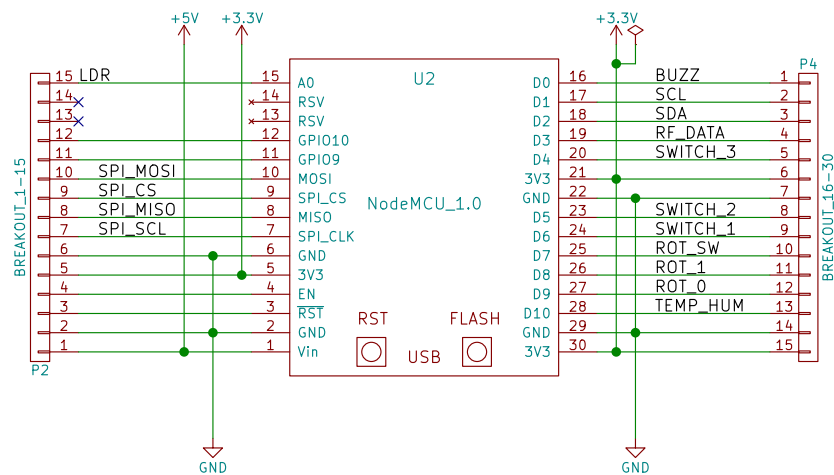 +5V +3.3V +3.3V
U2 P4
15 LDR 15 A0 D0 16 BUZZ 1
14 14 RSV D1 17 SCL 2
13 13 RSV D2 18 SDA 3
12 12 GPIO10 D3 19 RF_DATA 4
11 11 GPIO9 D4 20 SWITCH_3 5
10 SPI_MOSI 10 MOSI 3V3 21 6
9 SPI_CS 9 SPI_CS GND 22 7
NodeMCU_1.0
8 SPI_MISO 8 MISO D5 23 SWITCH_2 8
7 SPI_SCL 7 SPI_CLK D6 24 SWITCH_1 9
6 6 GND D7 25 ROT_SW 10
5 5 3V3 D8 26 ROT_1 11
4 4 EN D9 27 ROT_0 12
3 3 RST D10 28 TEMP_HUM 13
2 2 GND GND 29 14
1 1 Vin 3V3 30 15
RST FLASH
USB
BREAKOUT_1-15
BREAKOUT_16-30
P2
GND GND